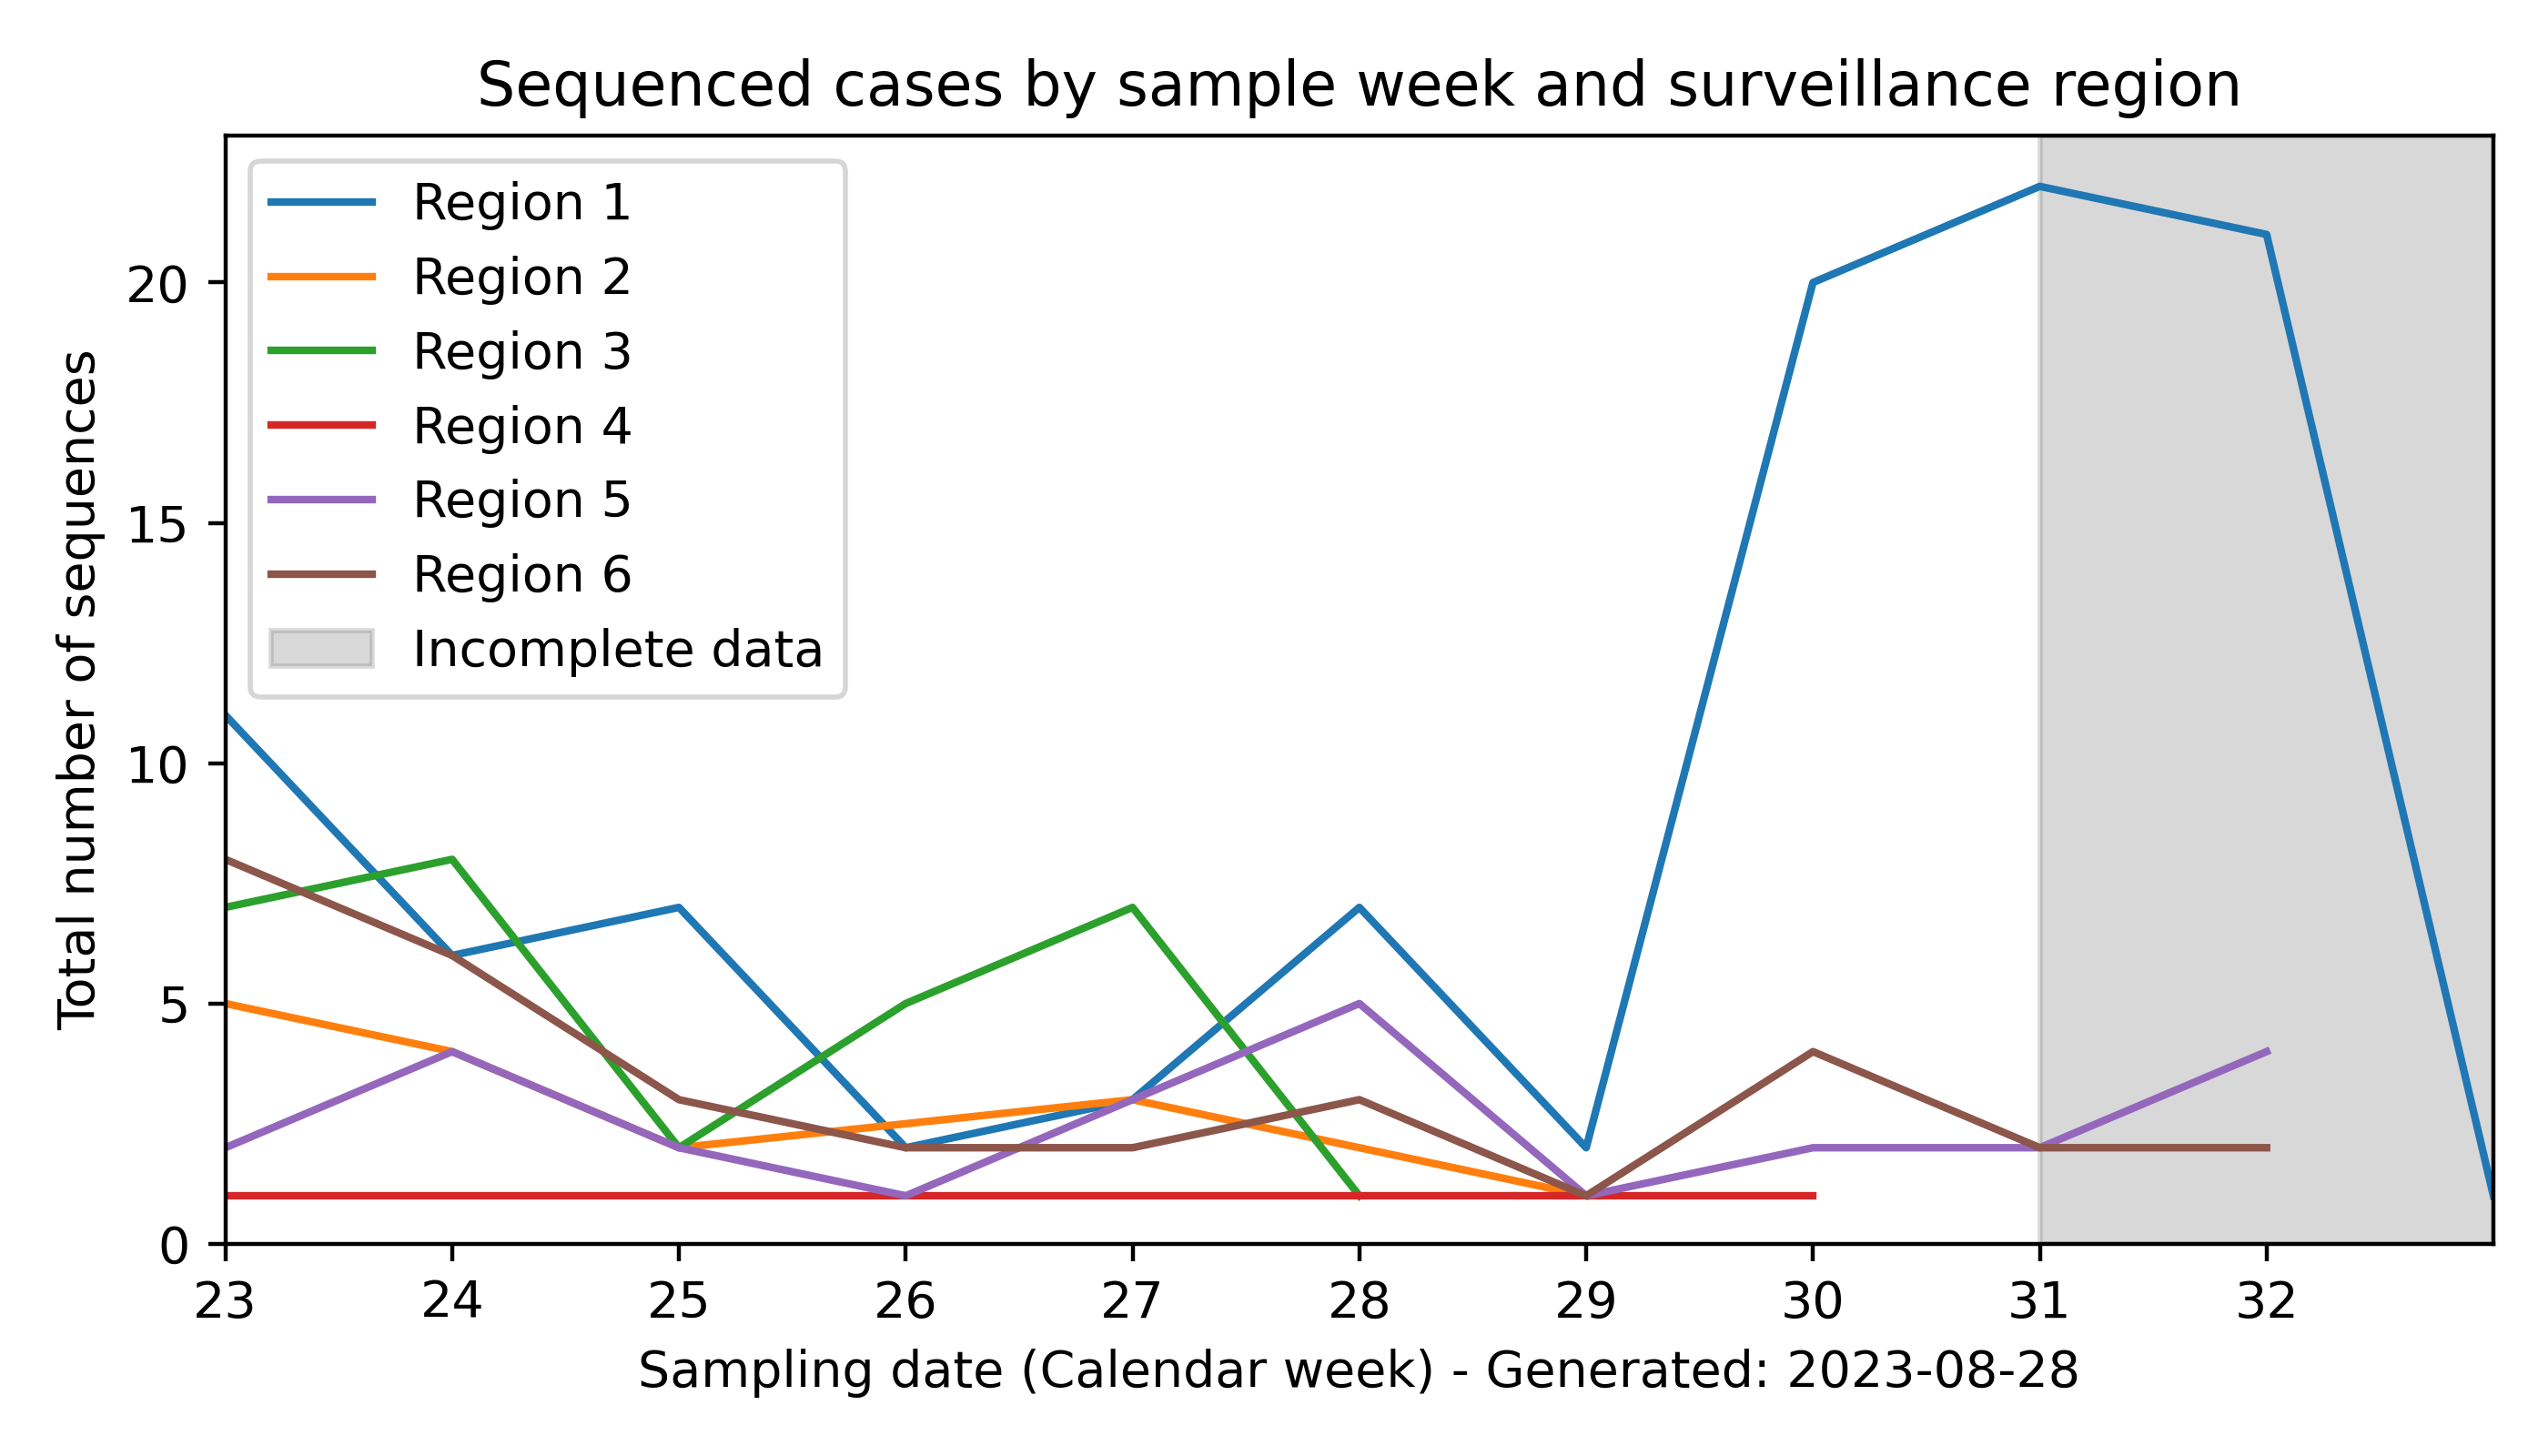 Sequenced cases by sample week and surveillance region
Region 1
Region 2
Region 3
Region 4
Region 5
Region 6
Incomplete data
Total number of sequences
20
15
10
5
0
23 24 25 26 27 28 29 30 31 32
Sampling date (Calendar week) - Generated: 2023-08-28